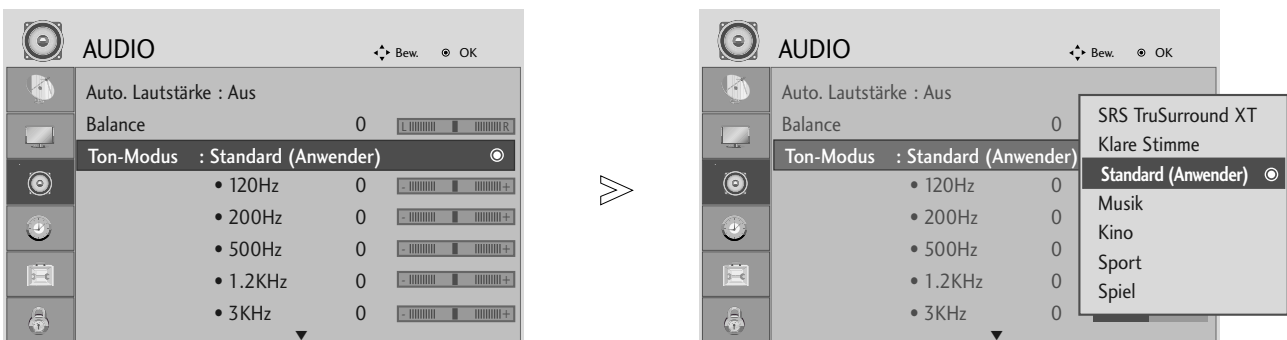 AUDIO
Bew. OK
Auto. Lautstärke : Aus
Balance 0 L R
Ton-Modus : Standard (Anwender)
• 120Hz 0 - +
• 200Hz 0 - +
• 500Hz 0 - +
• 1.2KHz 0 - +
• 3KHz 0 - +
AUDIO
Bew. OK
Auto. Lautstärke : Aus
Balance 0
Ton-Modus : Standard (Anwender)
• 120Hz 0
• 200Hz 0
• 500Hz 0
• 1.2KHz 0
• 3KHz 0
SRS TruSurround XT
Klare Stimme
Standard (Anwender)
Musik
Kino
Sport
Spiel